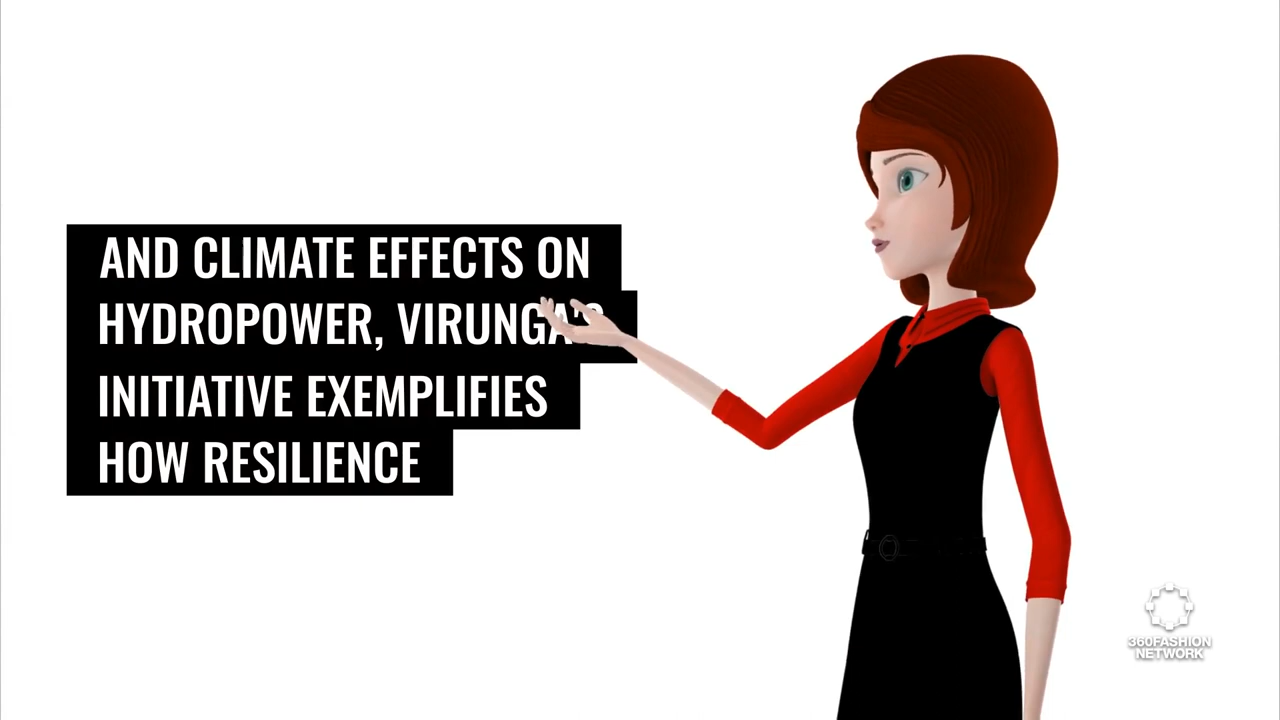 AND CLIMATE EFFECTS ON
HYDROPOWER, VIRUNGA'S
INITIATIVE EXEMPLIFIES
HOW RESILIENCE
360FASHION
NETWORK